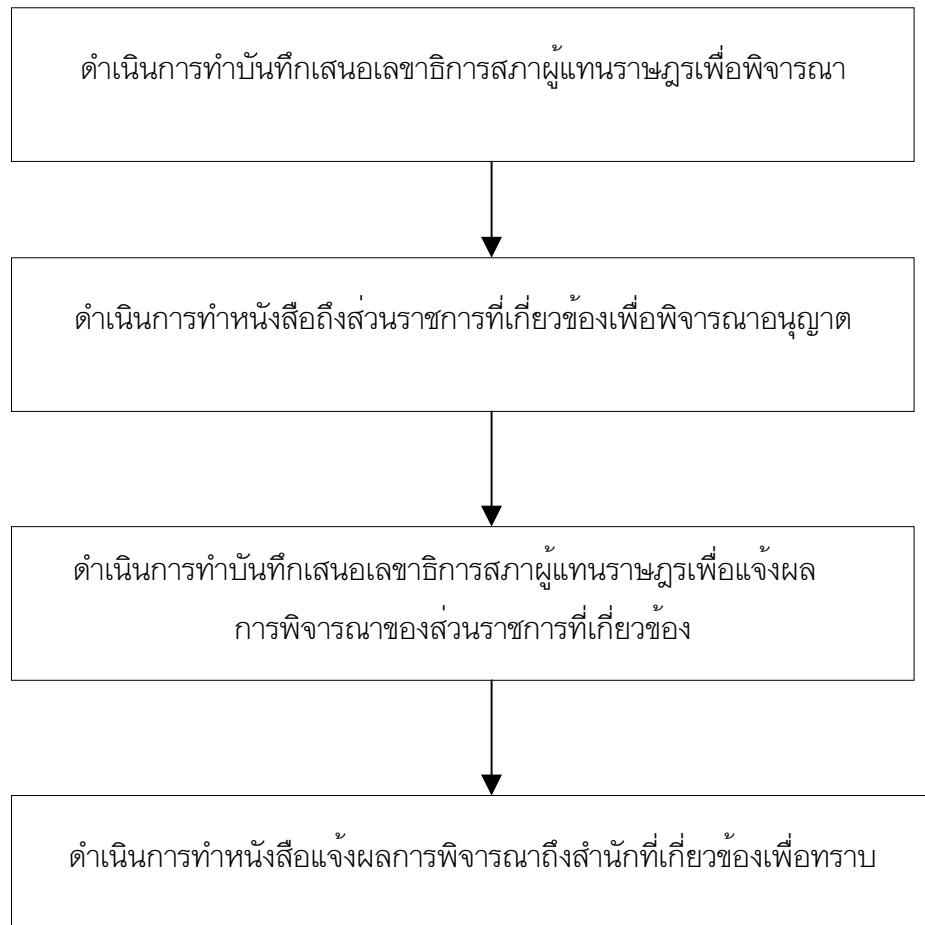 ดำเนินการทำบันทึกเสนอเลขาธิการสภาผู้แทนราษฎรเพื่อพิจารณา
ดำเนินการทำหนังสือถึงส่วนราชการที่เกี่ยวข้องเพื่อพิจารณาอนุญาต
ดำเนินการทำบันทึกเสนอเลขาธิการสภาผู้แทนราษฎรเพื่อแจ้งผล
การพิจารณาของส่วนราชการที่เกี่ยวข้อง
ดำเนินการทำหนังสือแจ้งผลการพิจารณาถึงสำนักที่เกี่ยวข้องเพื่อทราบ